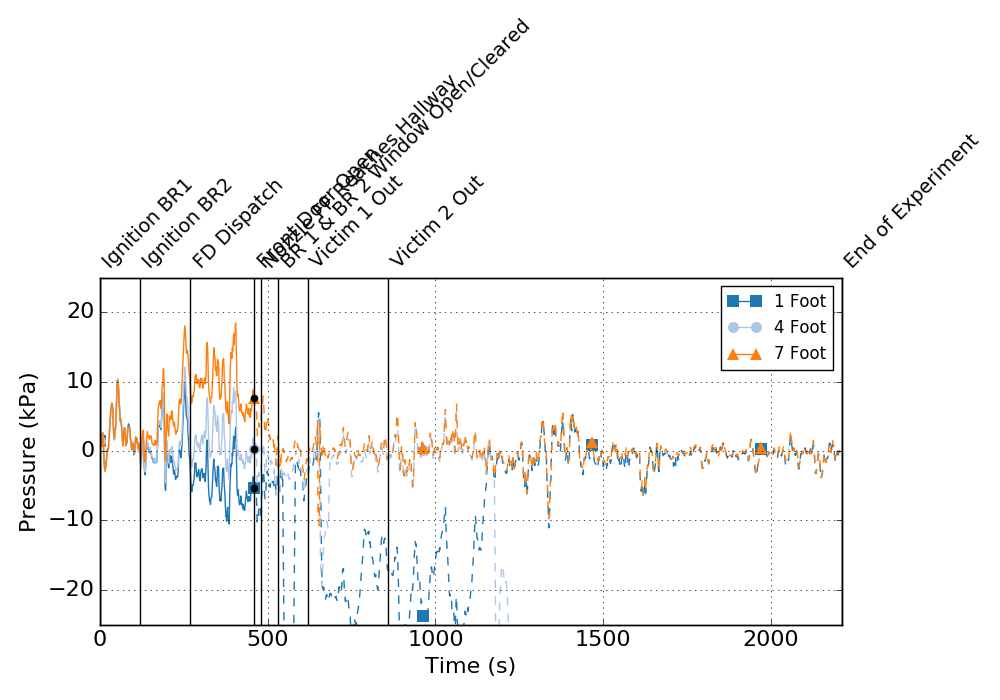 Ignition BR1
Ignition BR2
FD Dispatch
Front Door Open
Nozzle FF Reaches Hallway
BR 1 & BR 2 Window Open/Cleared
Victim 1 Out
Victim 2 Out
End of Experiment
1 Foot
4 Foot
7 Foot
Pressure (kPa)
20
10
0
−10
−20
0 500 1000 1500 2000
Time (s)